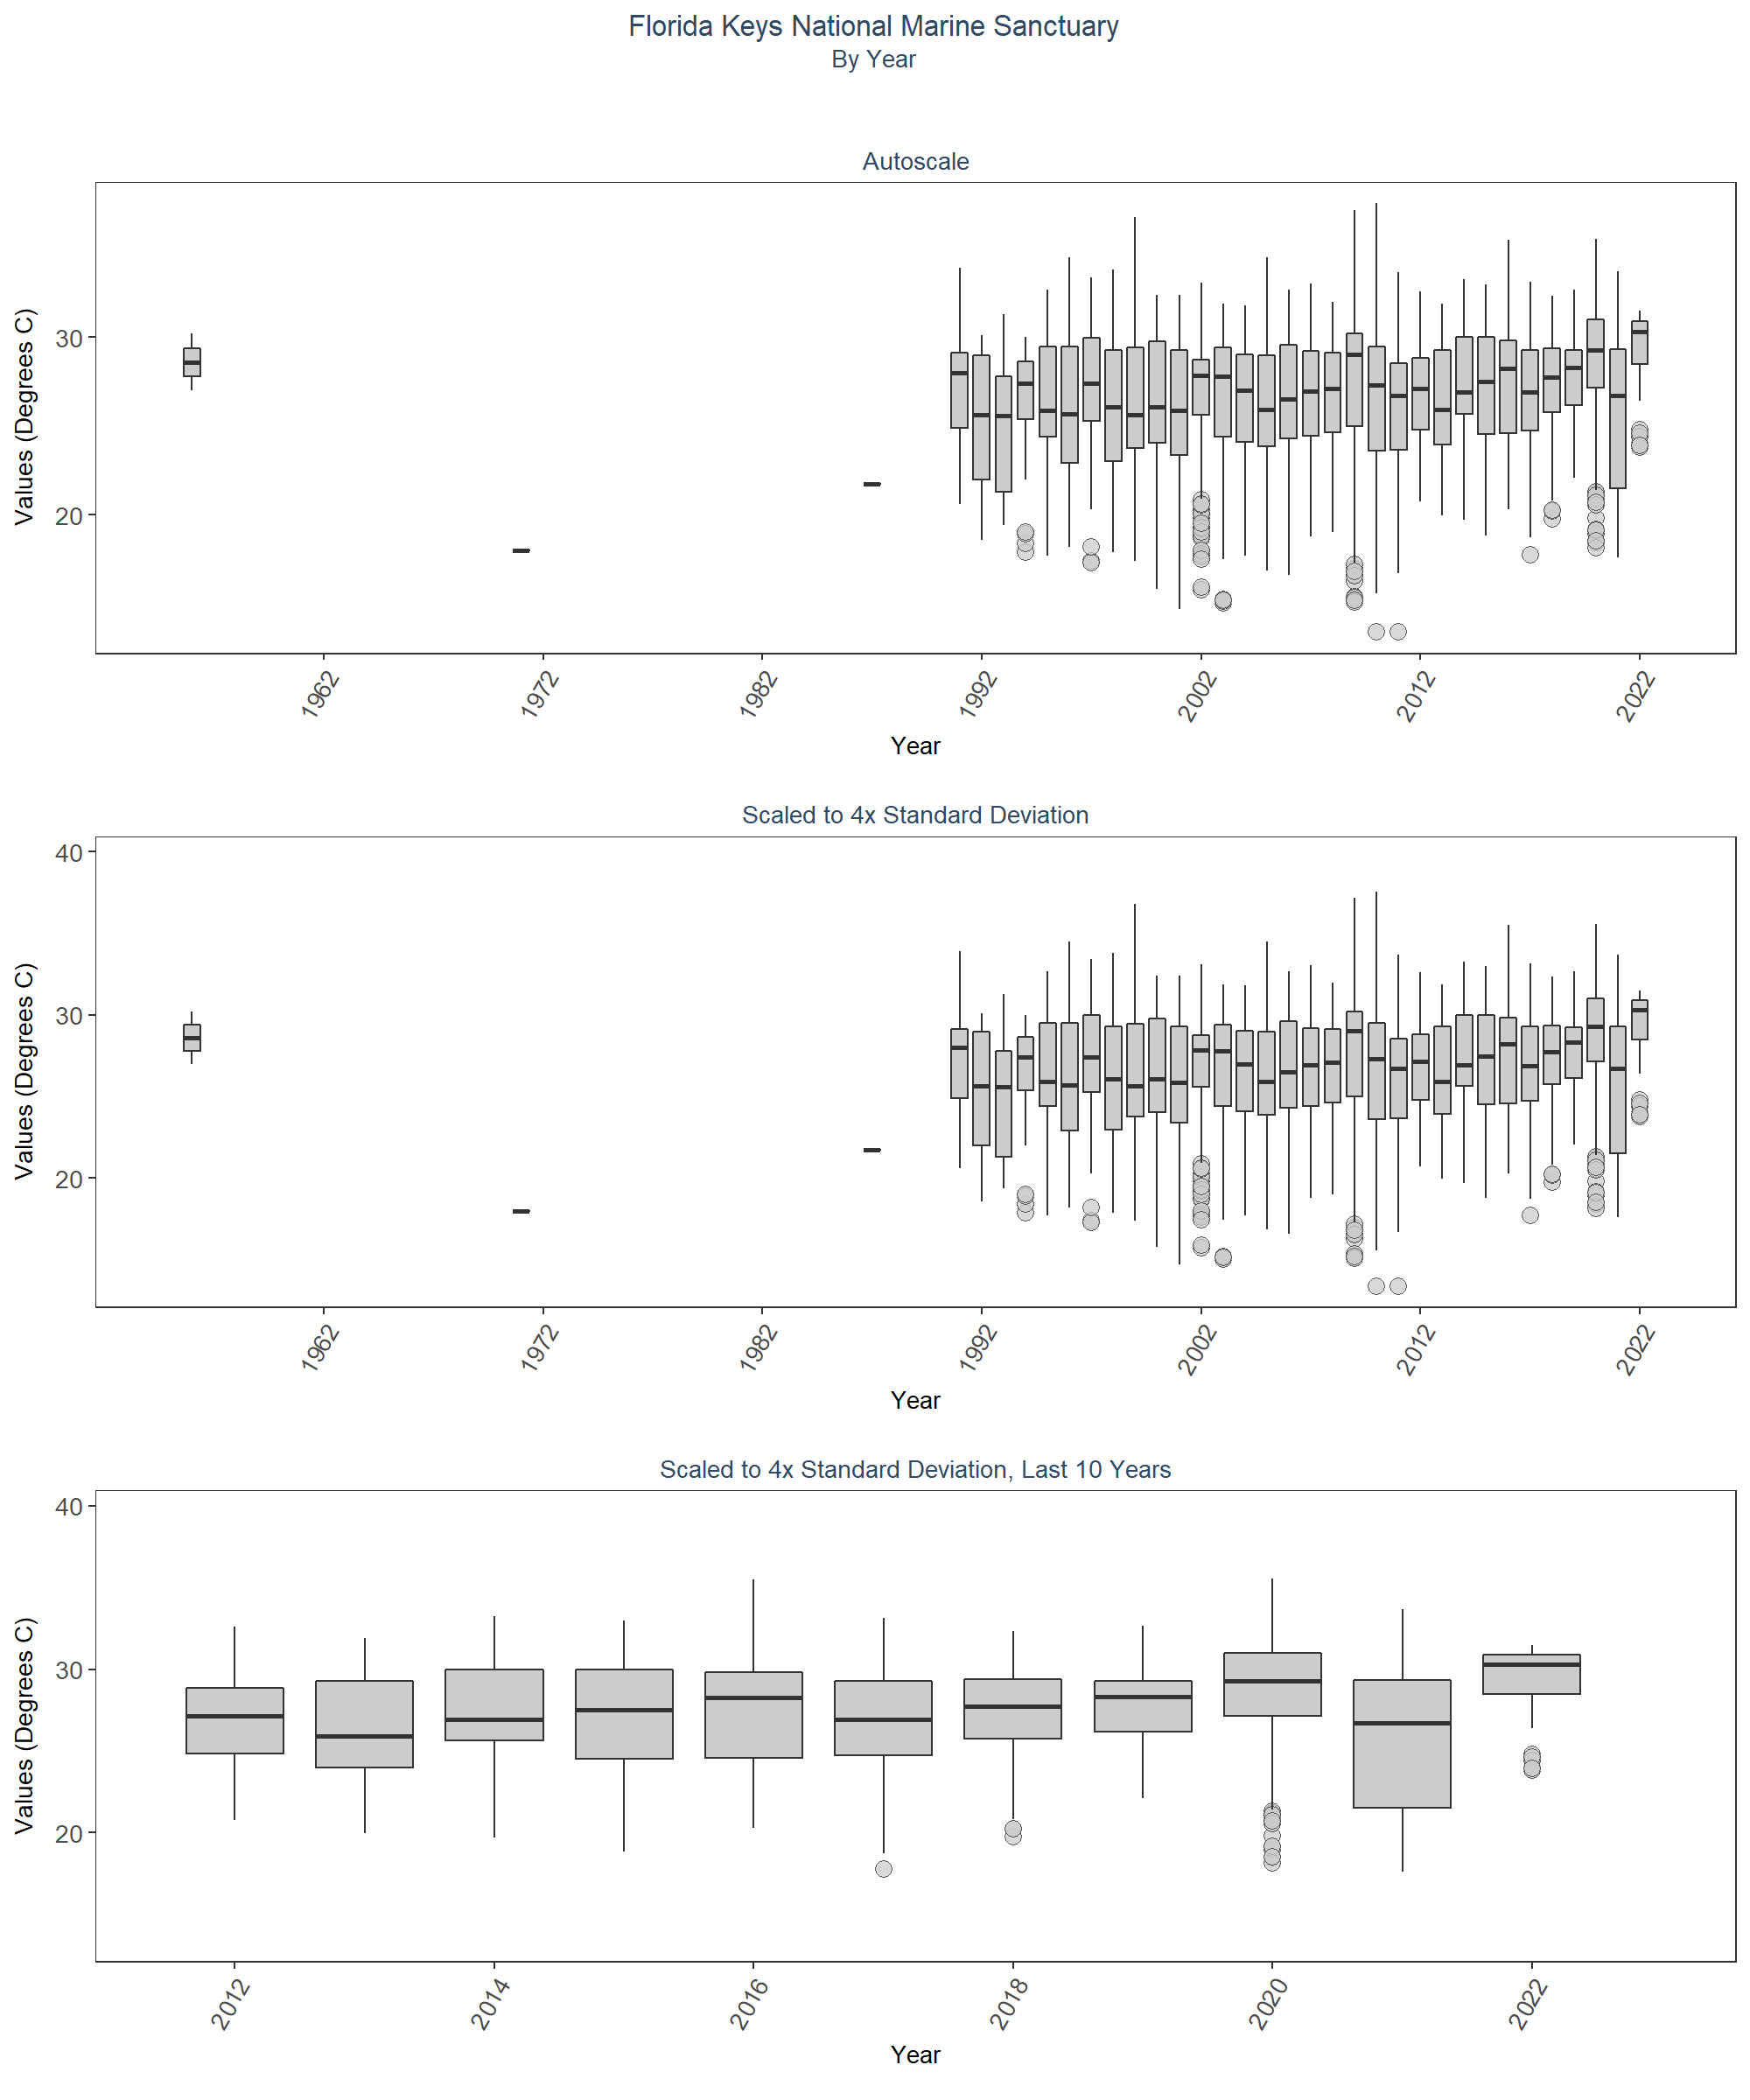 Florida Keys National Marine Sanctuary
By Year
Autoscale
Values (Degrees C)
30
20
1962
1972
1982
1992
2002
2012
2022
Year
Scaled to 4x Standard Deviation
Values (Degrees C)
40
30
20
1962
1972
1982
1992
2002
2012
2022
Year
Scaled to 4x Standard Deviation, Last 10 Years
Values (Degrees C)
40
30
20
2012
2014
2016
2018
2020
2022
Year